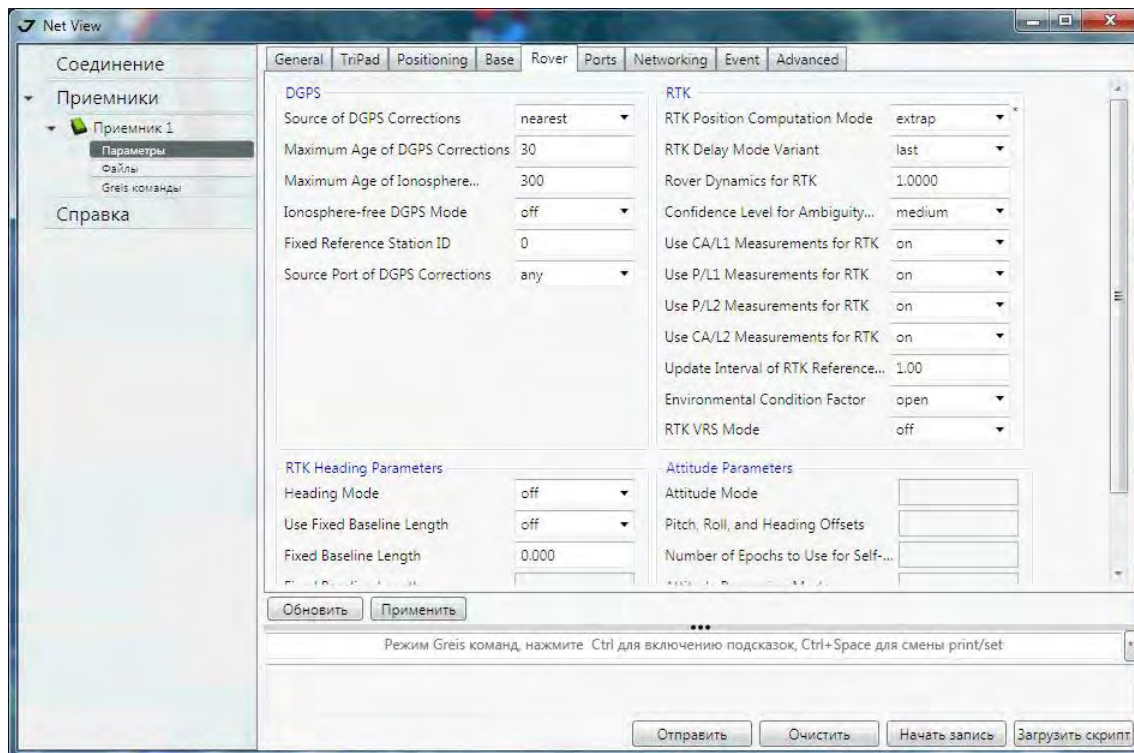 Net View
Соединение
Приемники
Приемник 1
Параметры
Файлы
Greis команды
Справка
General TriPad Positioning Base Rover Ports Networking Event Advanced
DGPS
Source of DGPS Corrections nearest
Maximum Age of DGPS Corrections 30
Maximum Age of Ionosphere... 300
Ionosphere-free DGPS Mode off
Fixed Reference Station ID 0
Source Port of DGPS Corrections any
RTK
RTK Position Computation Mode extrap *
RTK Delay Mode Variant last
Rover Dynamics for RTK 1.0000
Confidence Level for Ambiguity... medium
Use CA/L1 Measurements for RTK on
Use P/L1 Measurements for RTK on
Use P/L2 Measurements for RTK on
Use CA/L2 Measurements for RTK on
Update Interval of RTK Reference... 1.00
Environmental Condition Factor open
RTK VRS Mode off
RTK Heading Parameters
Heading Mode off
Use Fixed Baseline Length off
Fixed Baseline Length 0.000
Attitude Parameters
Attitude Mode
Pitch, Roll, and Heading Offsets
Number of Epochs to Use for Self-...
Обновить Применить
Режим Greis команд, нажмите Ctrl для включению подсказок, Ctrl+Space для смены print/set
Отправить Очистить Начать запись Загрузить скрипт